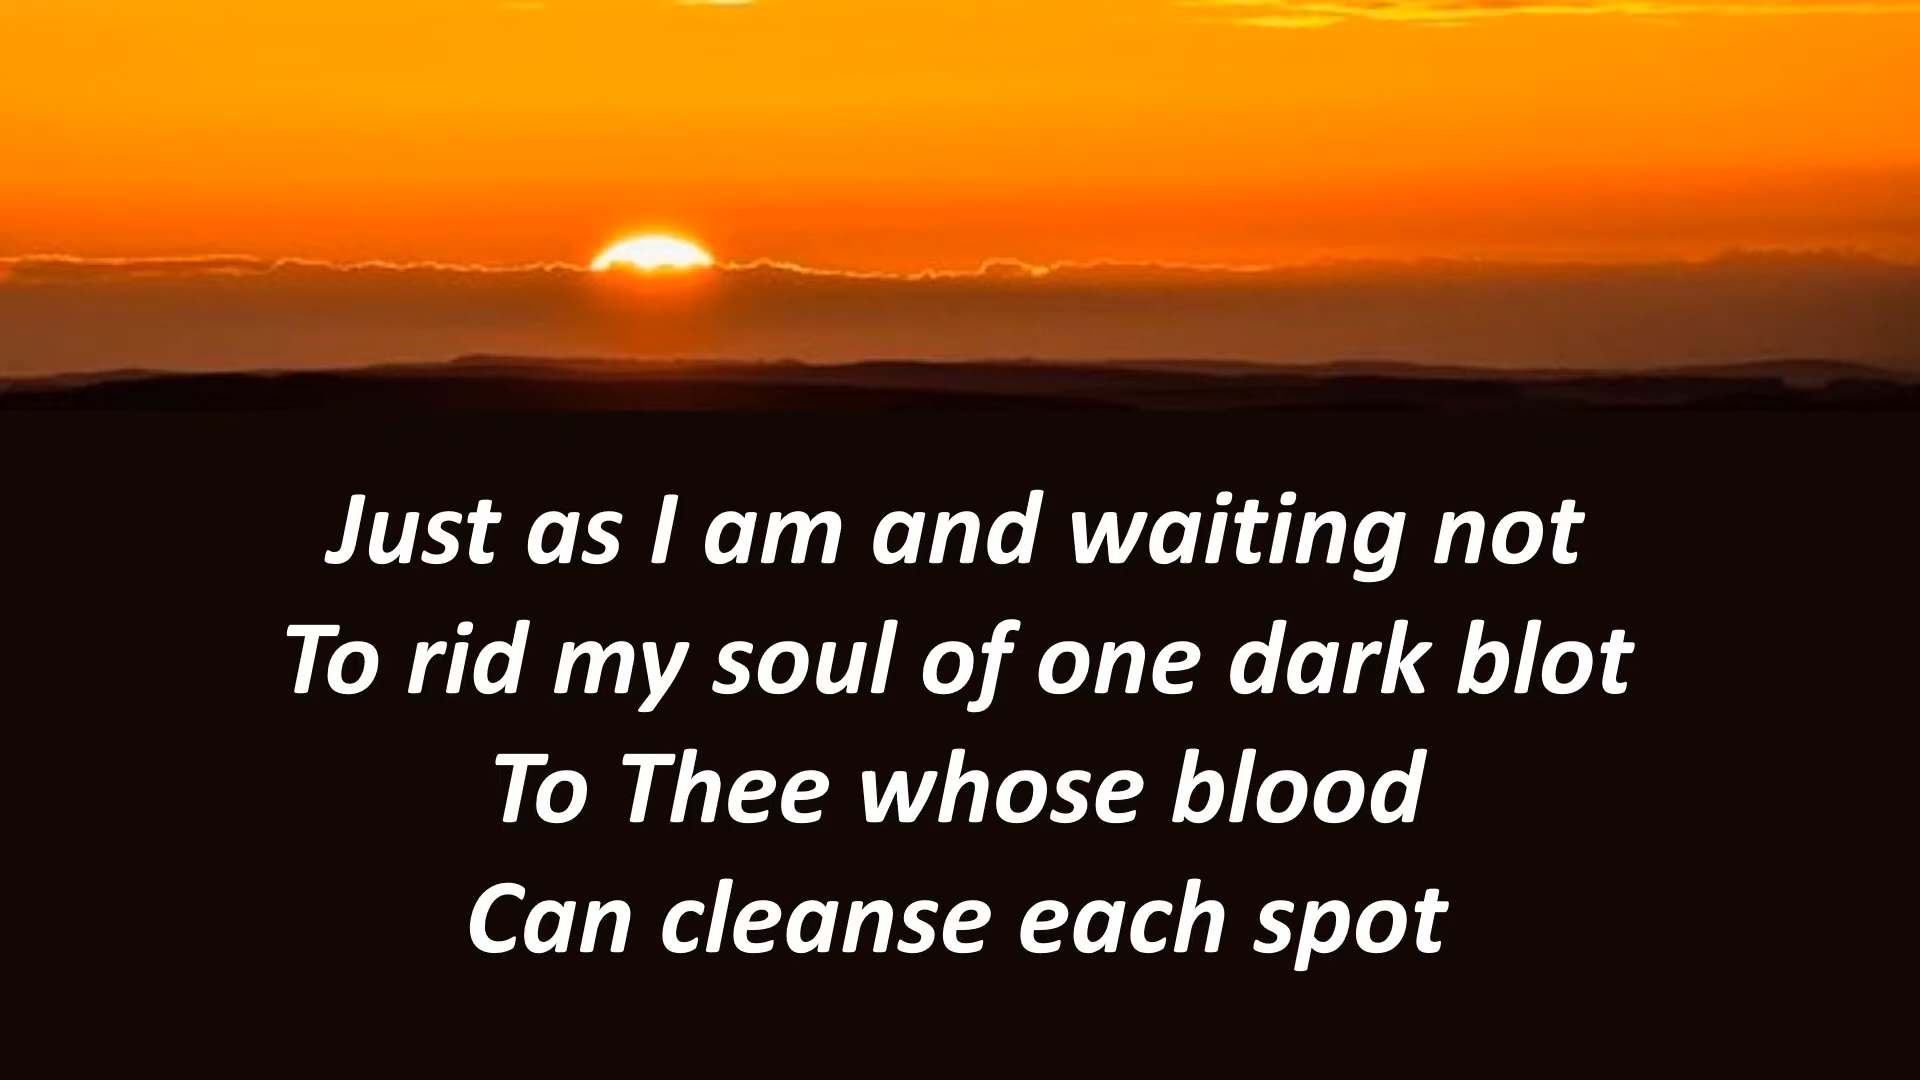 Just as I am and waiting not
To rid my soul of one dark blot
To Thee whose blood
Can cleanse each spot